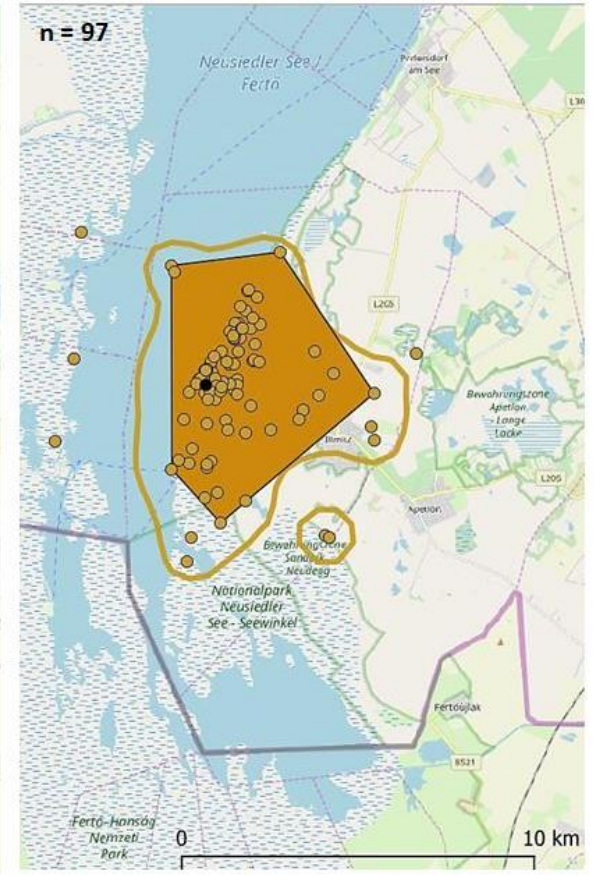 n = 97
Neusiedler See /
Fertő
Podersdorf
am See
L205
Bewahrungszone
Apetlon
- Lange
Lacke
Illmitz
L205
Apetlon
Bewahrungszone
Sandeck
- Neudegg
Nationalpark
Neusiedler
See - Seewinkel
Fertőújlak
8521
Fertő-Hanság
Nemzeti
Park
0
10 km